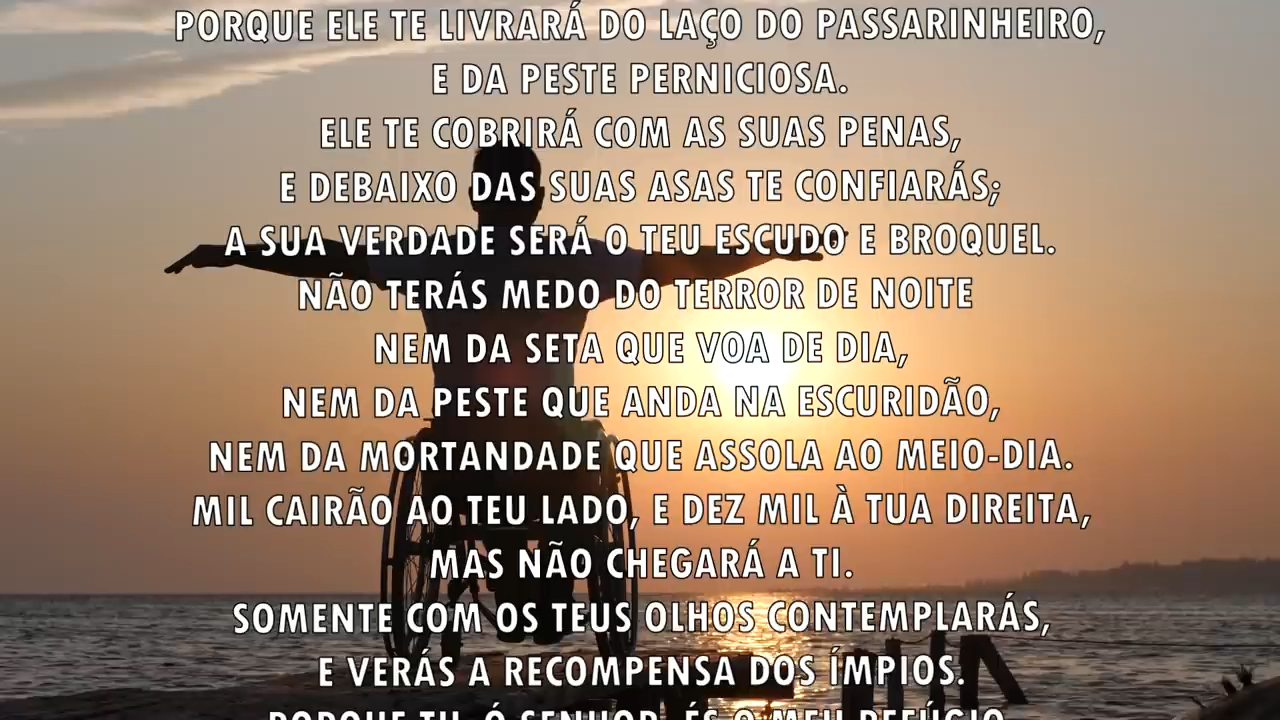 PORQUE ELE TE LIVRARÁ DO LAÇO DO PASSARINHEIRO,
E DA PESTE PERNICIOSA.
ELE TE COBRIRÁ COM AS SUAS PENAS,
E DEBAIXO DAS SUAS ASAS TE CONFIARÁS;
A SUA VERDADE SERÁ O TEU ESCUDO E BROQUEL.
NÃO TERÁS MEDO DO TERROR DE NOITE
NEM DA SETA QUE VOA DE DIA,
NEM DA PESTE QUE ANDA NA ESCURIDÃO,
NEM DA MORTANDADE QUE ASSOLA AO MEIO-DIA.
MIL CAIRÃO AO TEU LADO, E DEZ MIL À TUA DIREITA,
MAS NÃO CHEGARÁ A TI.
SOMENTE COM OS TEUS OLHOS CONTEMPLARÁS,
E VERÁS A RECOMPENSA DOS ÍMPIOS.
PORQUE TU, Ó SENHOR, ÉS O MEU REFÚGIO